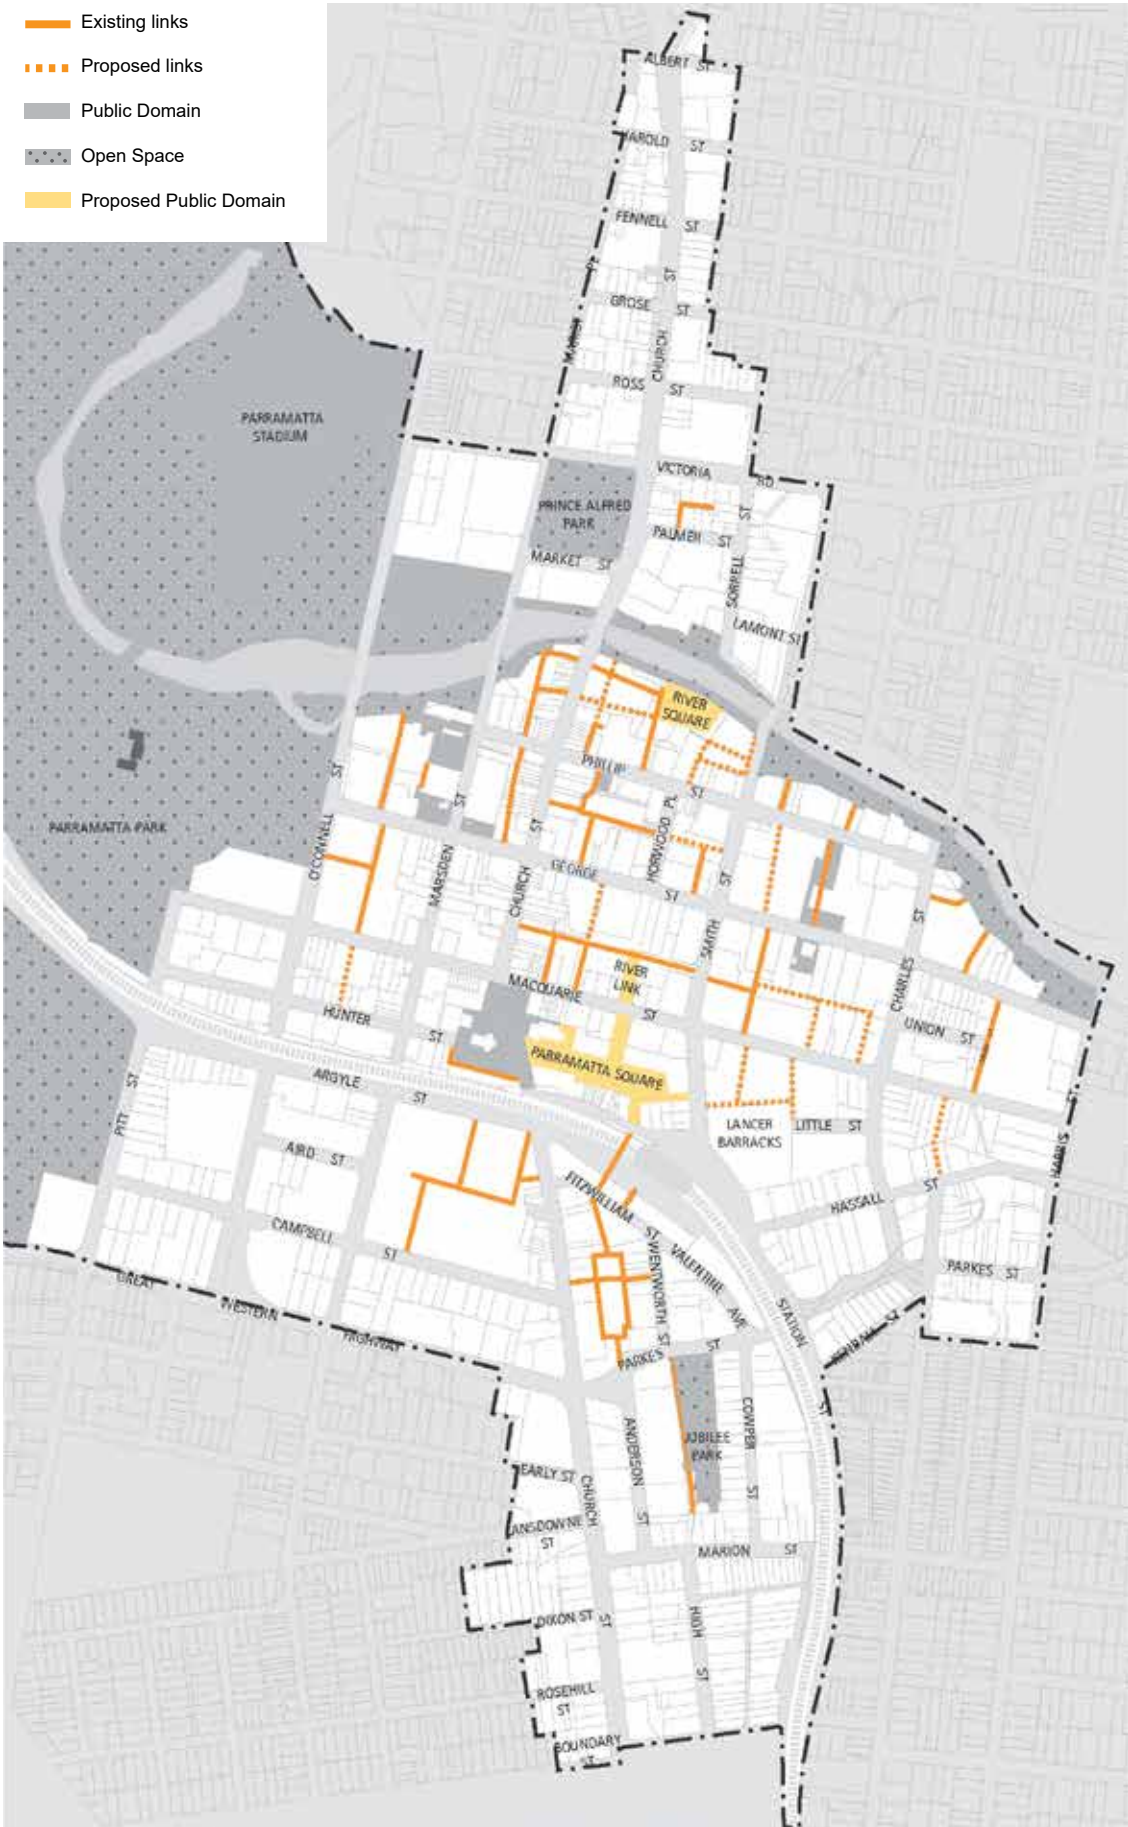 Existing links
Proposed links
Public Domain
Open Space
Proposed Public Domain
ALBERT ST
HAROLD ST
FENNELL ST
PL
ST
GROSE ST
CHURCH
ROSS ST
PARRAMATTA
STADIUM
VICTORIA RD
PRINCE ALFRED
PARK
ST
PALMER ST
MARKET ST
SORRELL
LAMONT ST
RIVER
SQUARE
PHILLIP
ST
ST
ST
HORWOOD PL
PARRAMATTA PARK
O'CONNELL
ST
MARSDEN
CHURCH
GEORGE
ST
ST
SMITH
ST
CHARLES
RIVER
LINK
MACQUARIE
ST
HUNTER
ST
UNION ST
PARRAMATTA SQUARE
ARGYLE
ST
PITT ST
LANCER
BARRACKS
LITTLE ST
ST
HARRIS
AIRD ST
FITZWILLIAM ST
HASSALL ST
CAMPBELL
ST
WENTWORTH ST
VALENTINE AVE
PARKES ST
GREAT
WESTERN
HIGHWAY
STATION
ST
PARKES ST
ST
JUBILEE
PARK
COWPER
ST
ANDERSON
ST
EARLY ST
CHURCH
ST
LANSDOWNE
ST
MARION ST
DIXON ST
HIGH
ST
ROSEHILL
ST
BOUNDARY
ST